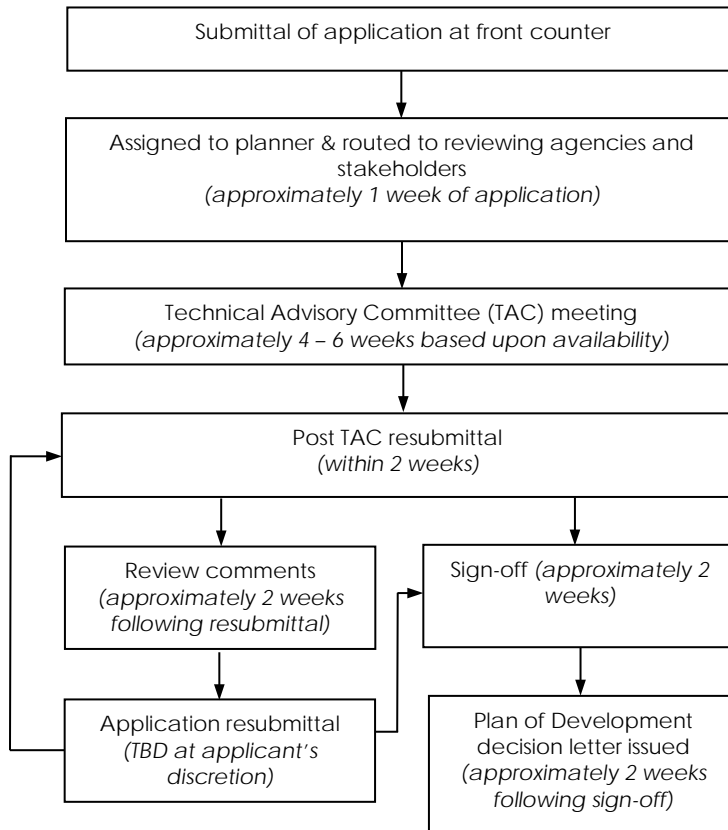 Submittal of application at front counter
Assigned to planner & routed to reviewing agencies and
stakeholders
(approximately 1 week of application)
Technical Advisory Committee (TAC) meeting
(approximately 4 – 6 weeks based upon availability)
Post TAC resubmittal
(within 2 weeks)
Review comments
(approximately 2 weeks
following resubmittal)
Sign-off (approximately 2
weeks)
Application resubmittal
(TBD at applicant's
discretion)
Plan of Development
decision letter issued
(approximately 2 weeks
following sign-off)